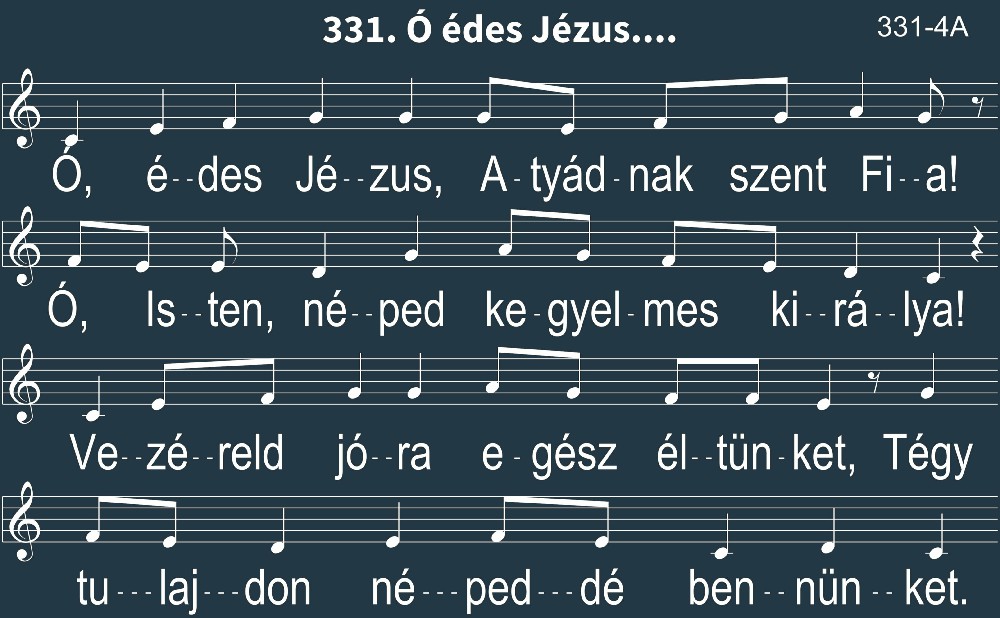 331. Ó édes Jézus....
331-4A
Ó, é--des Jé--zus, A-tyád-nak szent Fi--a!
Ó, Is--ten, né--ped ke-gyel-mes ki--rá--lya!
Ve--zé--reld jó--ra e-gész él--tün-ket, Tégy
tu---laj---don né---ped---dé ben--nün--ket.